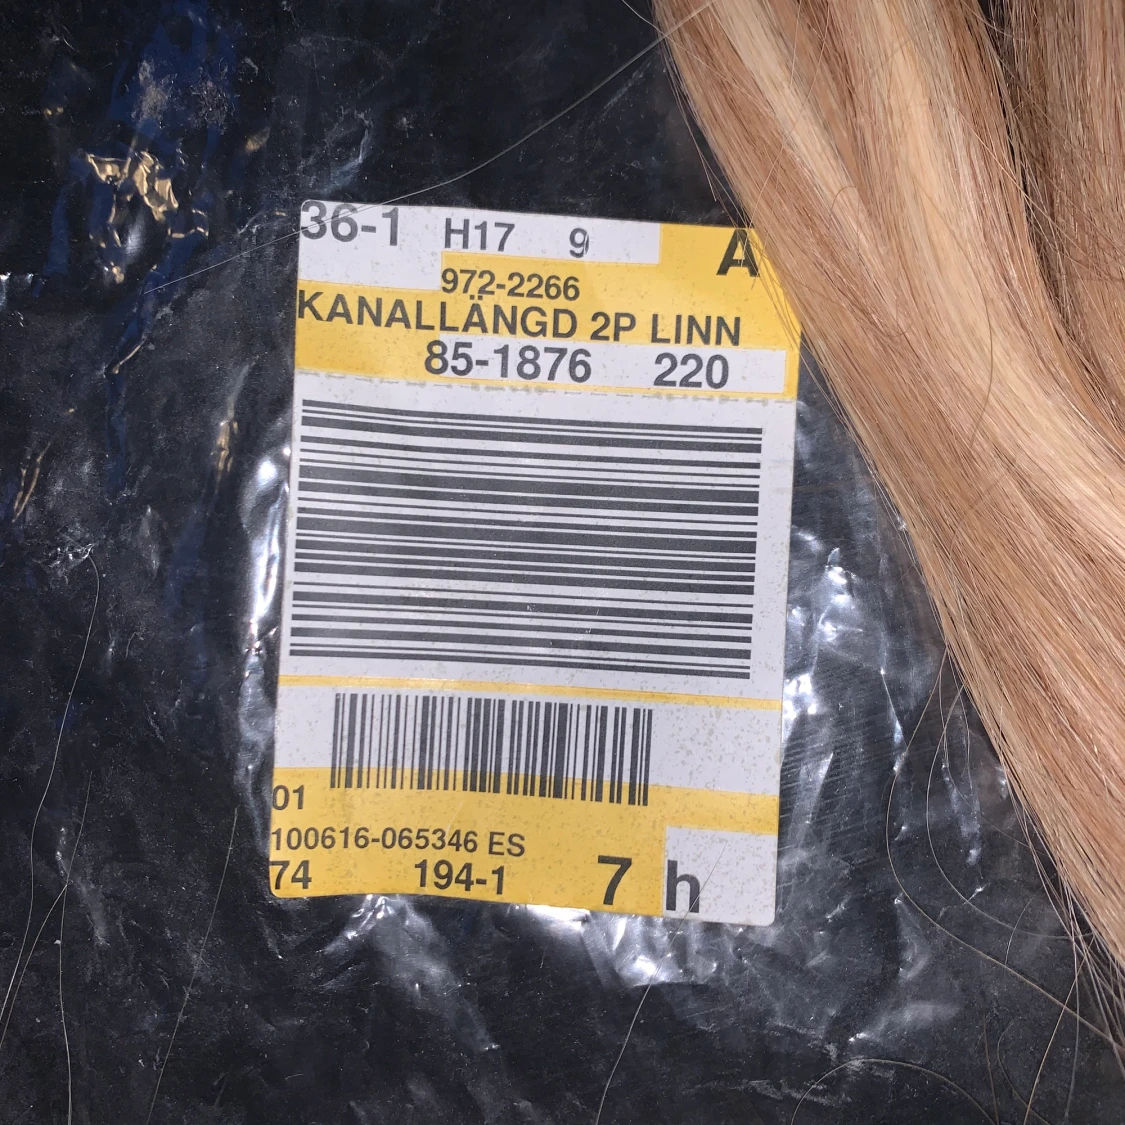 36-1 H17 9 A
972-2266
KANALLÄNGD 2P LINN
85-1876 220
01
100616-065346 ES
74 194-1 7 h